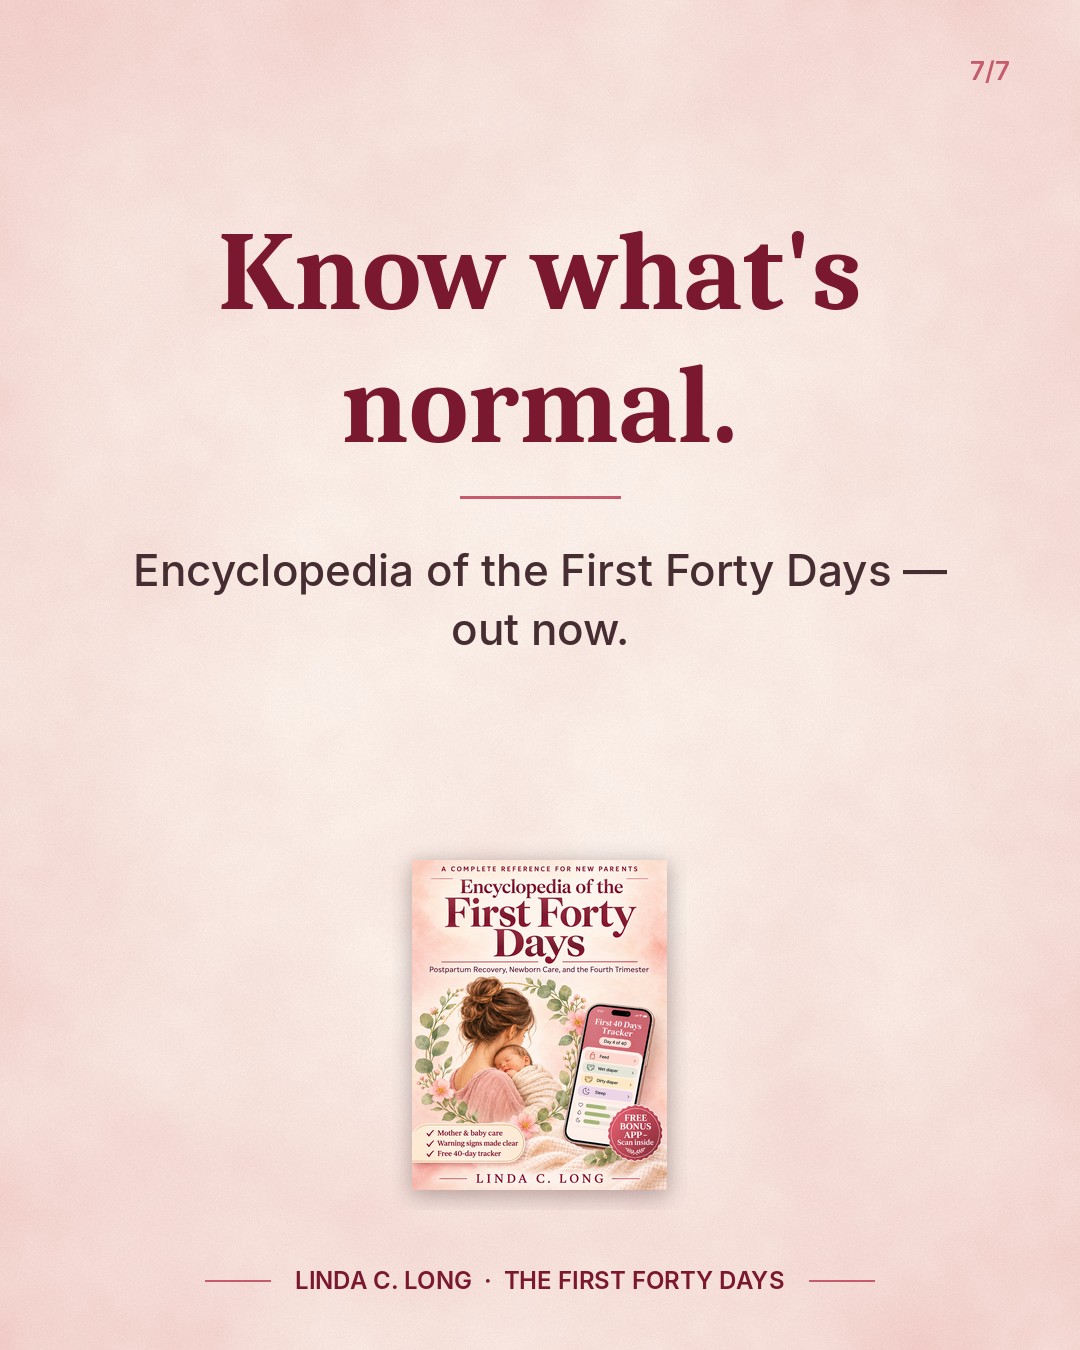 7/7
Know what's
normal.
Encyclopedia of the First Forty Days —
out now.
A COMPLETE REFERENCE FOR NEW PARENTS
Encyclopedia of the
First Forty
Days
Postpartum Recovery, Newborn Care, and the Fourth Trimester
First 40 Days
Tracker
Day 4 of 40
Feed
Wet diaper
Dirty diaper
Sleep
FREE
BONUS
APP –
Scan inside
Mother & baby care
Warning signs made clear
Free 40-day tracker
LINDA C. LONG
LINDA C. LONG · THE FIRST FORTY DAYS